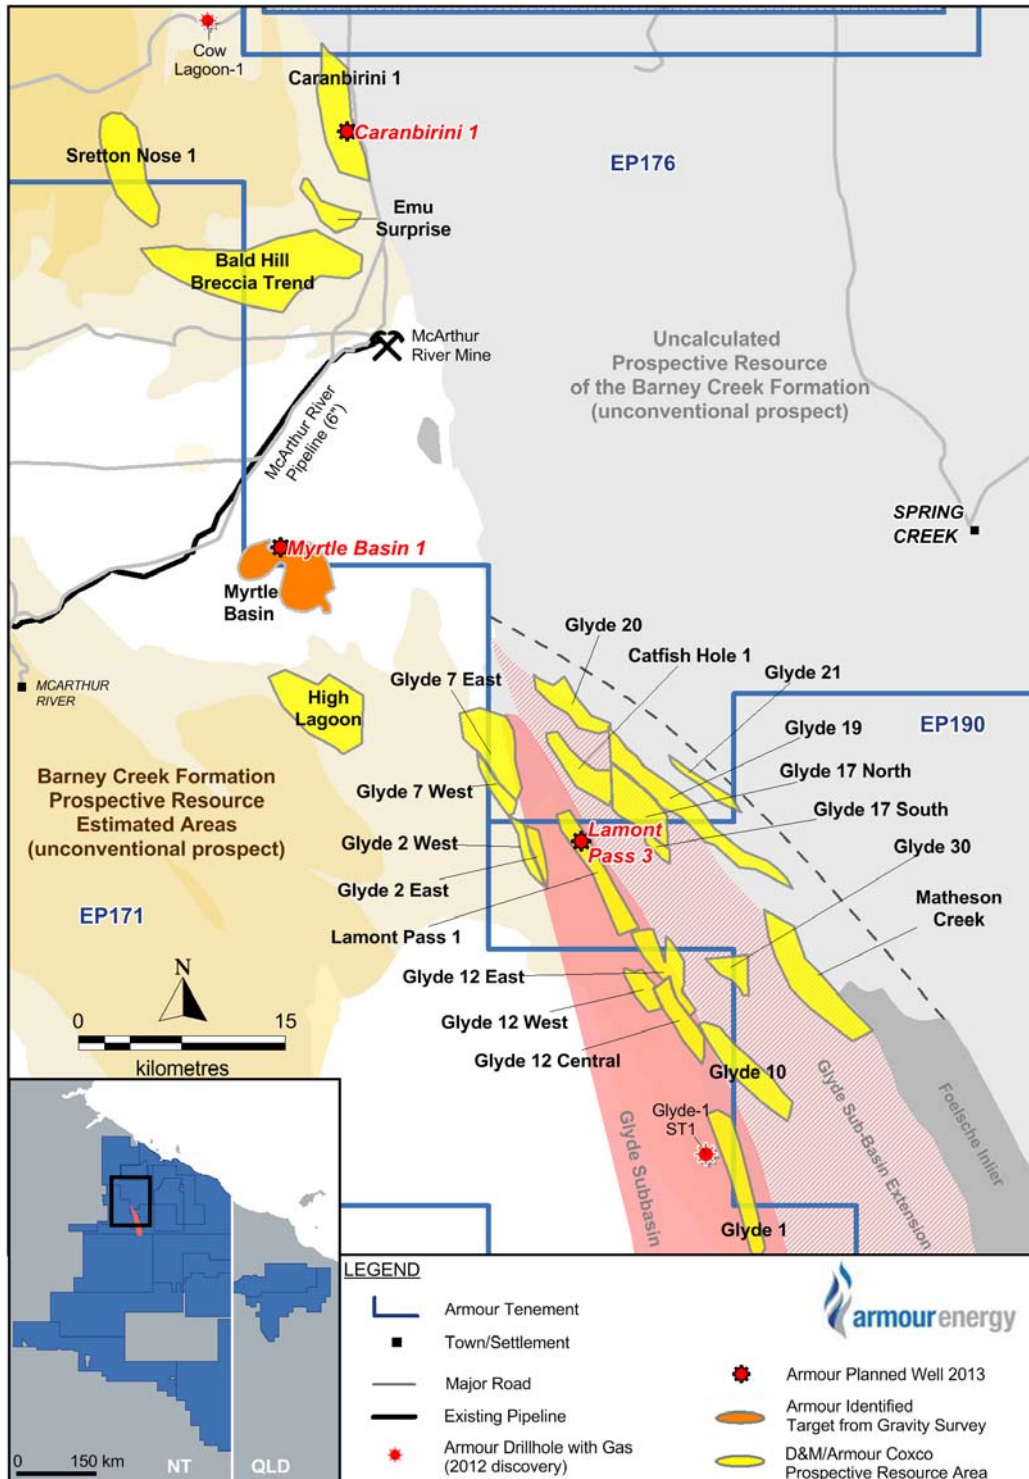 Cow
Lagoon-1
Caranbirini 1
Caranbirini 1
Sretton Nose 1
EP176
Emu
Surprise
Bald Hill
Breccia Trend
McArthur
River Mine
Uncalculated
Prospective Resource
of the Barney Creek Formation
(unconventional prospect)
McArthur River
Pipeline (6")
SPRING
CREEK
Myrtle Basin 1
Myrtle
Basin
Glyde 20
Catfish Hole 1
Glyde 21
Glyde 7 East
MCARTHUR
RIVER
High
Lagoon
Glyde 19
EP190
Glyde 17 North
Barney Creek Formation
Prospective Resource
Estimated Areas
(unconventional prospect)
Glyde 7 West
Glyde 17 South
Glyde 2 West
Lamont
Pass 3
Glyde 30
Glyde 2 East
Matheson
Creek
EP171
Lamont Pass 1
N
Glyde 12 East
0 15
kilometres
Glyde 12 West
Glyde 12 Central
Glyde 10
Glyde-1
ST1
Glyde Subbasin
Glyde Sub-Basin Extension
Foelsche Inlier
Glyde 1
0 150 km
NT QLD
LEGEND
Armour Tenement
Town/Settlement
Major Road
Existing Pipeline
Armour Drillhole with Gas
(2012 discovery)
armourenergy
Armour Planned Well 2013
Armour Identified
Target from Gravity Survey
D&M/Armour Coxco
Prospective Resource Area